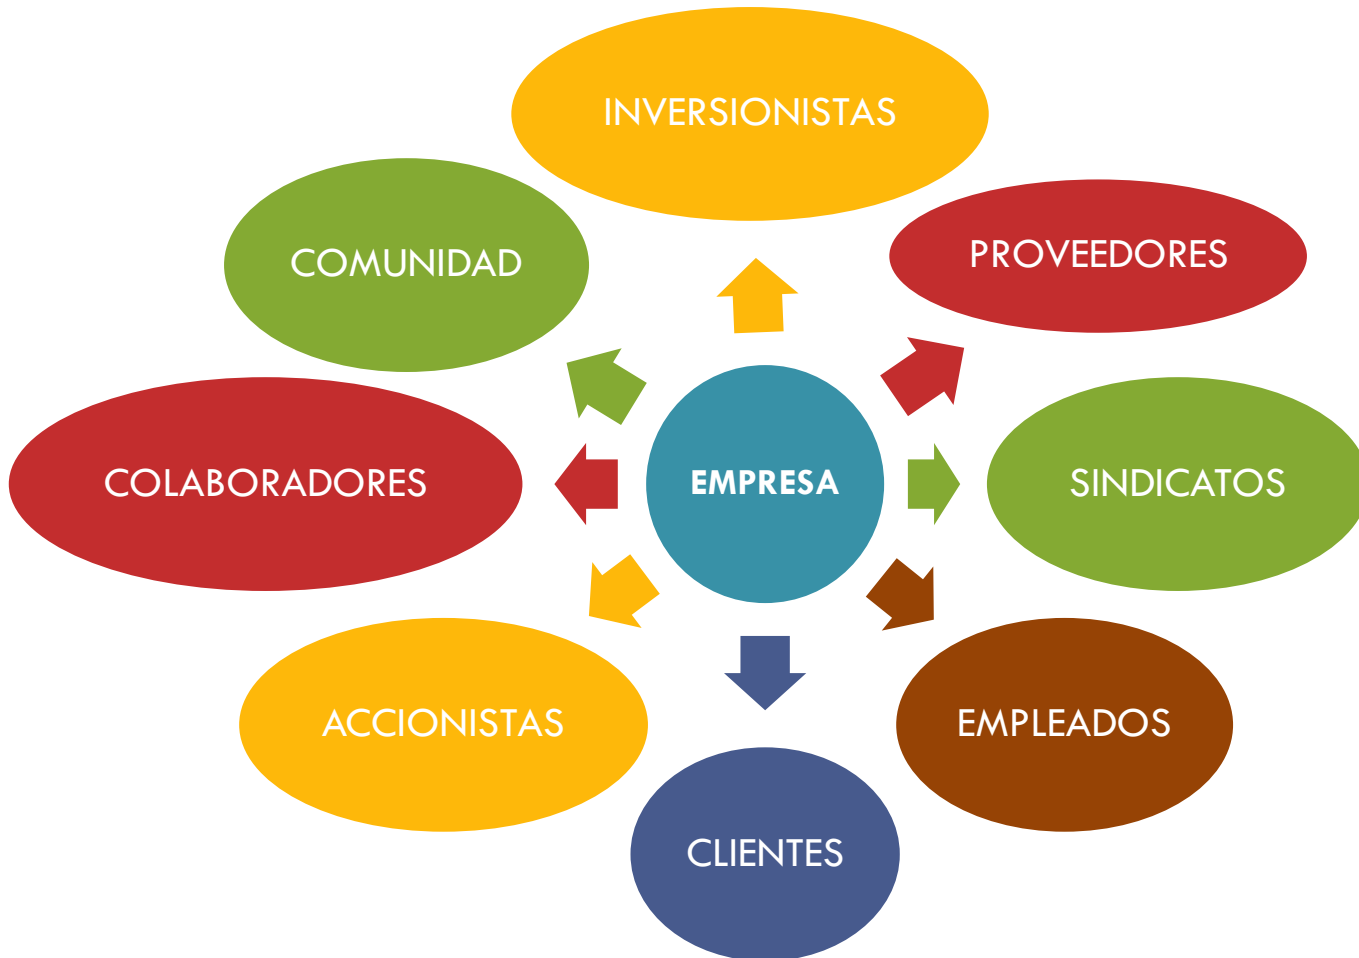 INVERSIONISTAS
PROVEEDORES
COMUNIDAD
COLABORADORES
EMPRESA
SINDICATOS
ACCIONISTAS
EMPLEADOS
CLIENTES